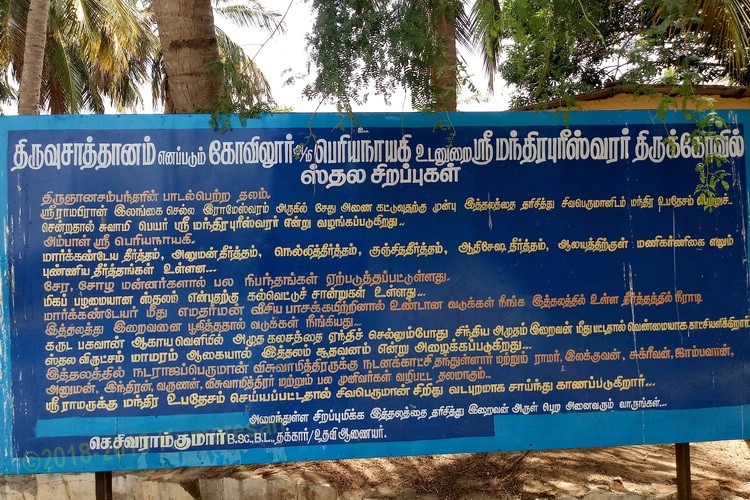 திருவுசாத்தானம் எனப்படும் கோவிலூர் பெரியநாயகி உடனுறை ஸ்ரீ மந்திரபுரீஸ்வரர் திருக்கோவில்
ஸ்தல சிறப்புகள்
திருஞானசம்பந்தரின் பாடல்பெற்ற தலம்.
ஸ்ரீராமபிரான் இலங்கை செல்ல இராமேஸ்வரம் அருகில் சேது அணை கட்டுவதற்கு முன்பு இத்தலத்தை தரிசித்து சிவபெருமானிடம் மந்திர உபதேசம் பெற்றுச்
சென்றதால் சுவாமி பெயர் ஸ்ரீ மந்திரபுரீஸ்வரர் என்று வழங்கப்படுகிறது..
அம்பாள் ஸ்ரீ பெரியநாயகி.
மார்க்கண்டேய தீர்த்தம், அனுமன்தீர்த்தம், நெல்லித்தீர்த்தம், குஞ்சிதீர்த்தம், ஆதிசேஷ தீர்த்தம், ஆலயத்திற்குள் மணிகர்ணிகை எனும்
புண்ணிய தீர்த்தங்கள் உள்ளன...
சேர, சோழ மன்னர்களால் பல நிபந்தங்கள் ஏற்படுத்தப்பட்டுள்ளது.
மிகப் பழமையான ஸ்தலம் என்பதற்கு கல்வெட்டுச் சான்றுகள் உள்ளது...
மார்க்கண்டேயர் மீது எமதர்மன் விசிய பாசக்கயிற்றினால் உண்டான வடுக்கள் நீங்க இத்தலத்தில் உள்ள தீர்த்தத்தில் நீராடி
இத்தலத்து இறைவனை பூஜித்ததால் வடுக்கள் நீங்கியது...
கருட பகவான் ஆகாய வெளியில் அமுத கலசத்தை ஏந்திச் செல்லும்போது சிந்திய அமுதம் இறைவன் மீது பட்டதால் வெண்மையாக காட்சியளிக்கிறார்
ஸ்தல விருட்சம் மாமரம் ஆகையால் இத்தலம் சூதவனம் என்று அழைக்கப்படுகிறது...
இத்தலத்தில் நடராஜப்பெருமான் விசுவாமித்திரருக்கு நடனக்காட்சி தந்துள்ளார் மற்றும் ராமர், இலக்குவன், சுக்ரீவன், ஜாம்பவான்,
அனுமன், இந்திரன், வருணன், விசுவாமித்திரர் மற்றும் பல முனிவர்கள் வழிபட்ட தலமாகும்...
ஸ்ரீ ராமருக்கு மந்திர உபதேசம் செய்யப்பட்டதால் சிவபெருமான் சிறிது வடபுறமாக சாய்ந்து காணப்படுகிறார்...
அமைந்துள்ள சிறப்புமிக்க இத்தலத்தை தரிசித்து இறைவன் அருள் பெற அனைவரும் வாருங்கள்...
செ.சிவராம்குமார் B.Sc., B.L., தக்கார்/உதவி ஆணையர்.